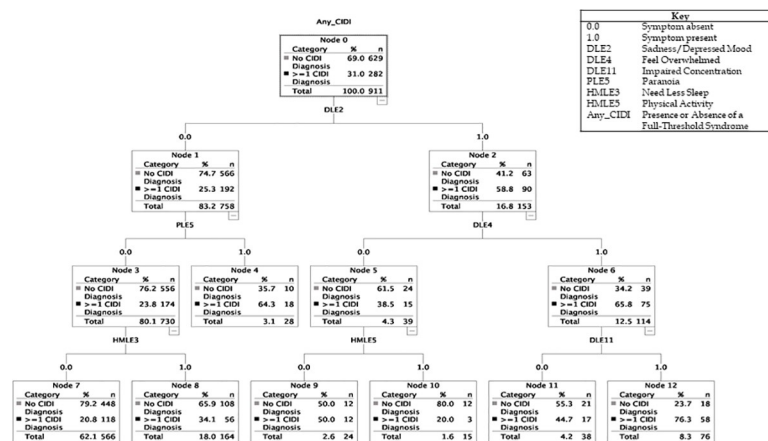 Any_CIDI
Node 0
Category % n
No CIDI 69.0 629
Diagnosis
>=1 CIDI 31.0 282
Diagnosis
Total 100.0 911
DLE2
Key
0.0 Symptom absent
1.0 Symptom present
DLE2 Sadness/Depressed Mood
DLE4 Feel Overwhelmed
DLE11 Impaired Concentration
PLE5 Paranoia
HMLE3 Need Less Sleep
HMLE5 Physical Activity
Any_CIDI Presence or Absence of a
Full-Threshold Syndrome
0.0
1.0
Node 1
Category % n
No CIDI 74.7 566
Diagnosis
>=1 CIDI 25.3 192
Diagnosis
Total 83.2 758
PLE5
Node 2
Category % n
No CIDI 41.2 63
Diagnosis
>=1 CIDI 58.8 90
Diagnosis
Total 16.8 153
DLE4
0.0
1.0
0.0
1.0
Node 3
Category % n
No CIDI 76.2 556
Diagnosis
>=1 CIDI 23.8 174
Diagnosis
Total 80.1 730
HMLE3
Node 4
Category % n
No CIDI 35.7 10
Diagnosis
>=1 CIDI 64.3 18
Diagnosis
Total 3.1 28
Node 5
Category % n
No CIDI 61.5 24
Diagnosis
>=1 CIDI 38.5 15
Diagnosis
Total 4.3 39
HMLE5
Node 6
Category % n
No CIDI 34.2 39
Diagnosis
>=1 CIDI 65.8 75
Diagnosis
Total 12.5 114
DLE11
0.0
1.0
0.0
1.0
0.0
1.0
Node 7
Category % n
No CIDI 79.2 448
Diagnosis
>=1 CIDI 20.8 118
Diagnosis
Total 62.1 566
Node 8
Category % n
No CIDI 65.9 108
Diagnosis
>=1 CIDI 34.1 56
Diagnosis
Total 18.0 164
Node 9
Category % n
No CIDI 50.0 12
Diagnosis
>=1 CIDI 50.0 12
Diagnosis
Total 2.6 24
Node 10
Category % n
No CIDI 80.0 12
Diagnosis
>=1 CIDI 20.0 3
Diagnosis
Total 1.6 15
Node 11
Category % n
No CIDI 55.3 21
Diagnosis
>=1 CIDI 44.7 17
Diagnosis
Total 4.2 38
Node 12
Category % n
No CIDI 23.7 18
Diagnosis
>=1 CIDI 76.3 58
Diagnosis
Total 8.3 76